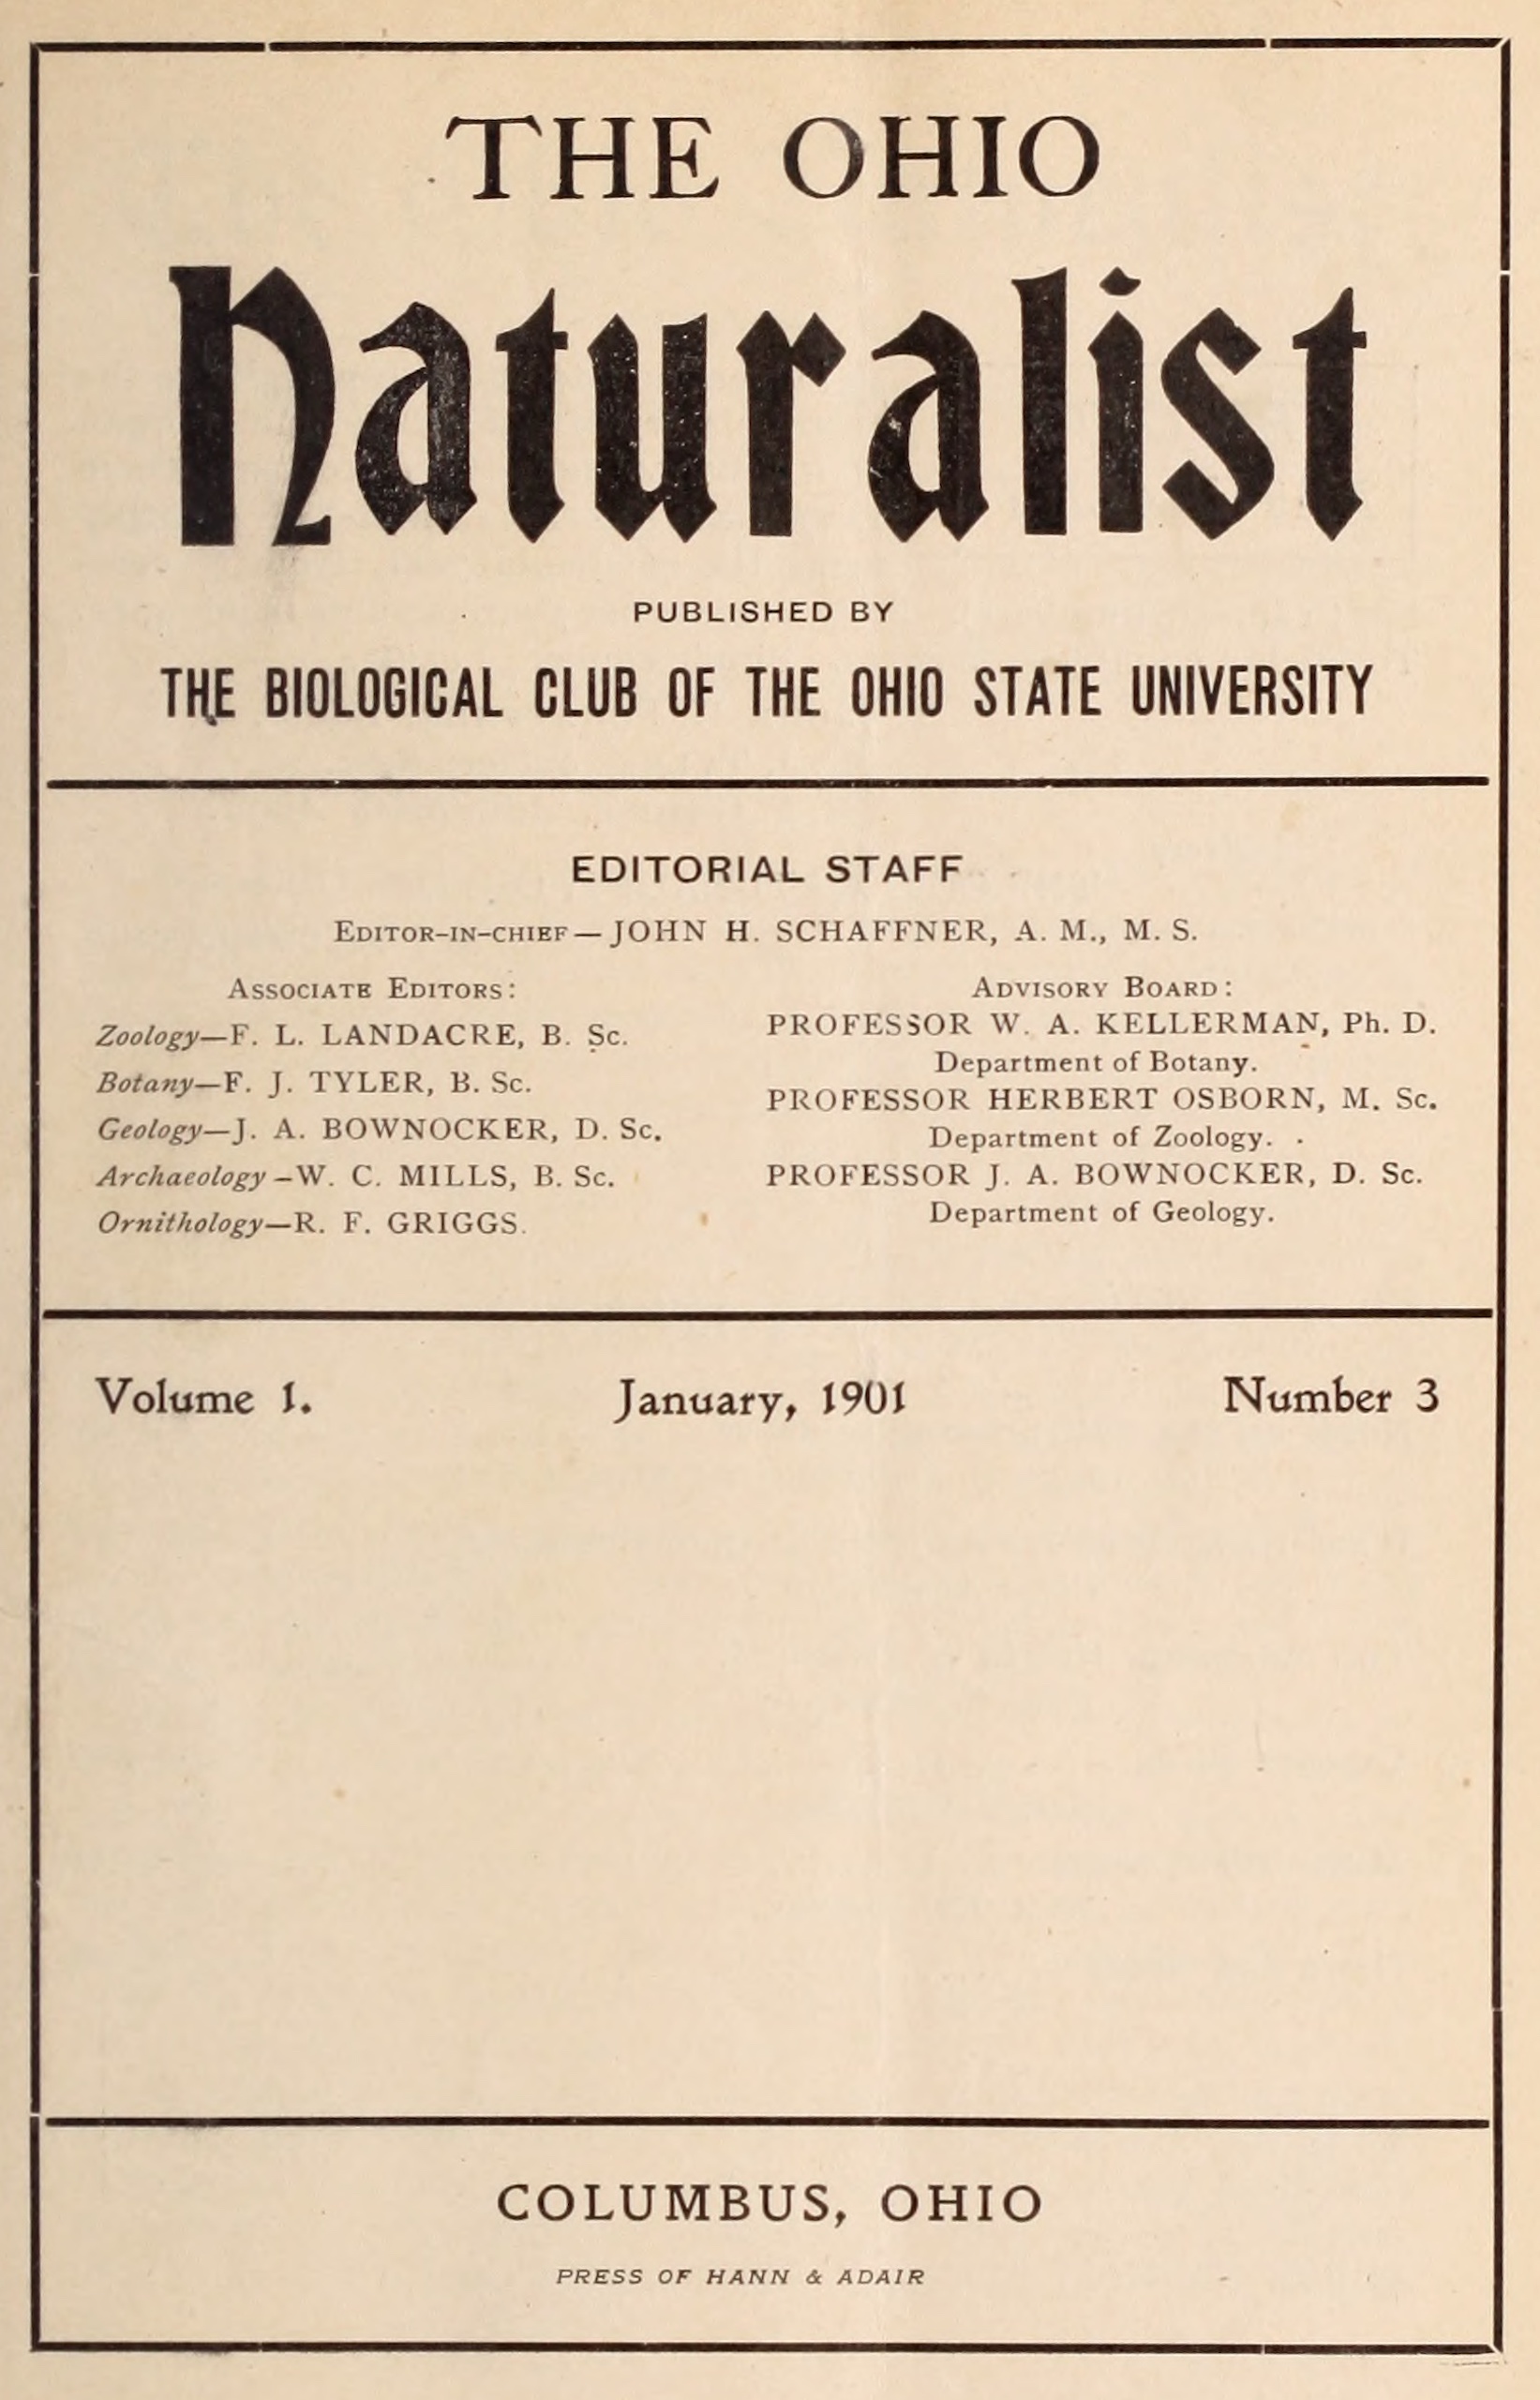 THE OHIO
Naturalist
PUBLISHED BY
THE BIOLOGICAL CLUB OF THE OHIO STATE UNIVERSITY
EDITORIAL STAFF
EDITOR-IN-CHIEF—JOHN H. SCHAFFNER, A. M., M. S.
ASSOCIATE EDITORS:
Zoology—F. L. LANDACRE, B. Sc.
Botany—F. J. TYLER, B. Sc.
Geology—J. A. BOWNOCKER, D. Sc.
Archaeology–W. C. MILLS, B. Sc.
Ornithology—R. F. GRIGGS.
ADVISORY BOARD:
PROFESSOR W. A. KELLERMAN, Ph. D.
Department of Botany.
PROFESSOR HERBERT OSBORN, M. Sc.
Department of Zoology.
PROFESSOR J. A. BOWNOCKER, D. Sc.
Department of Geology.
Volume 1. January, 1901 Number 3
COLUMBUS, OHIO
PRESS OF HANN & ADAIR